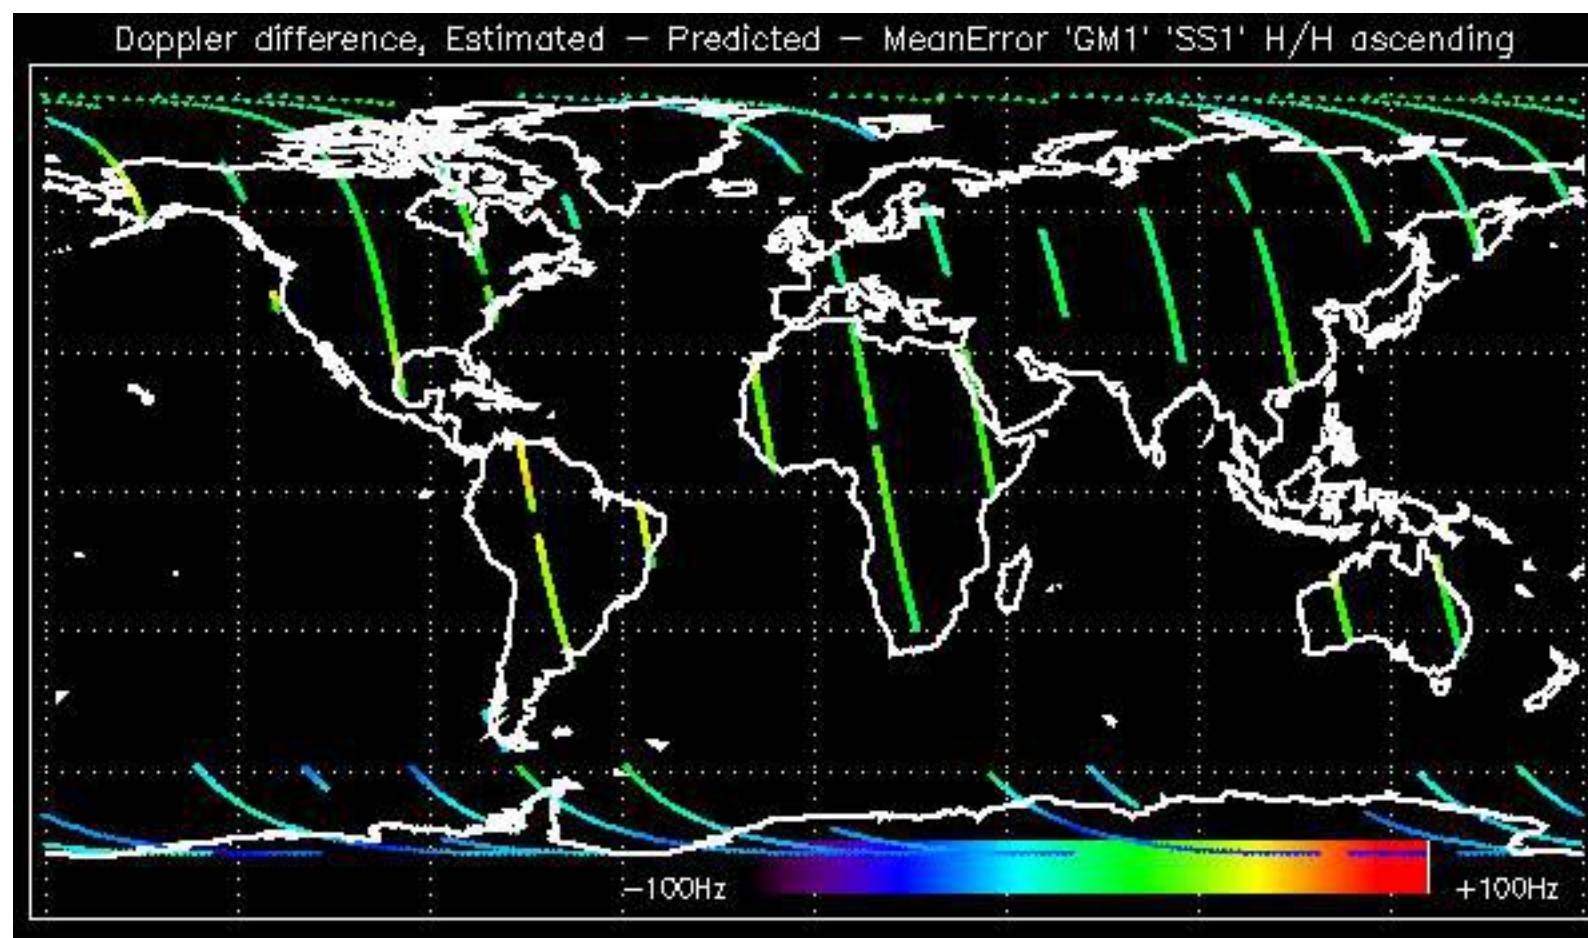 Doppler difference, Estimated – Predicted – MeanError 'GM1' 'SS1' H/H ascending
–100Hz +100Hz